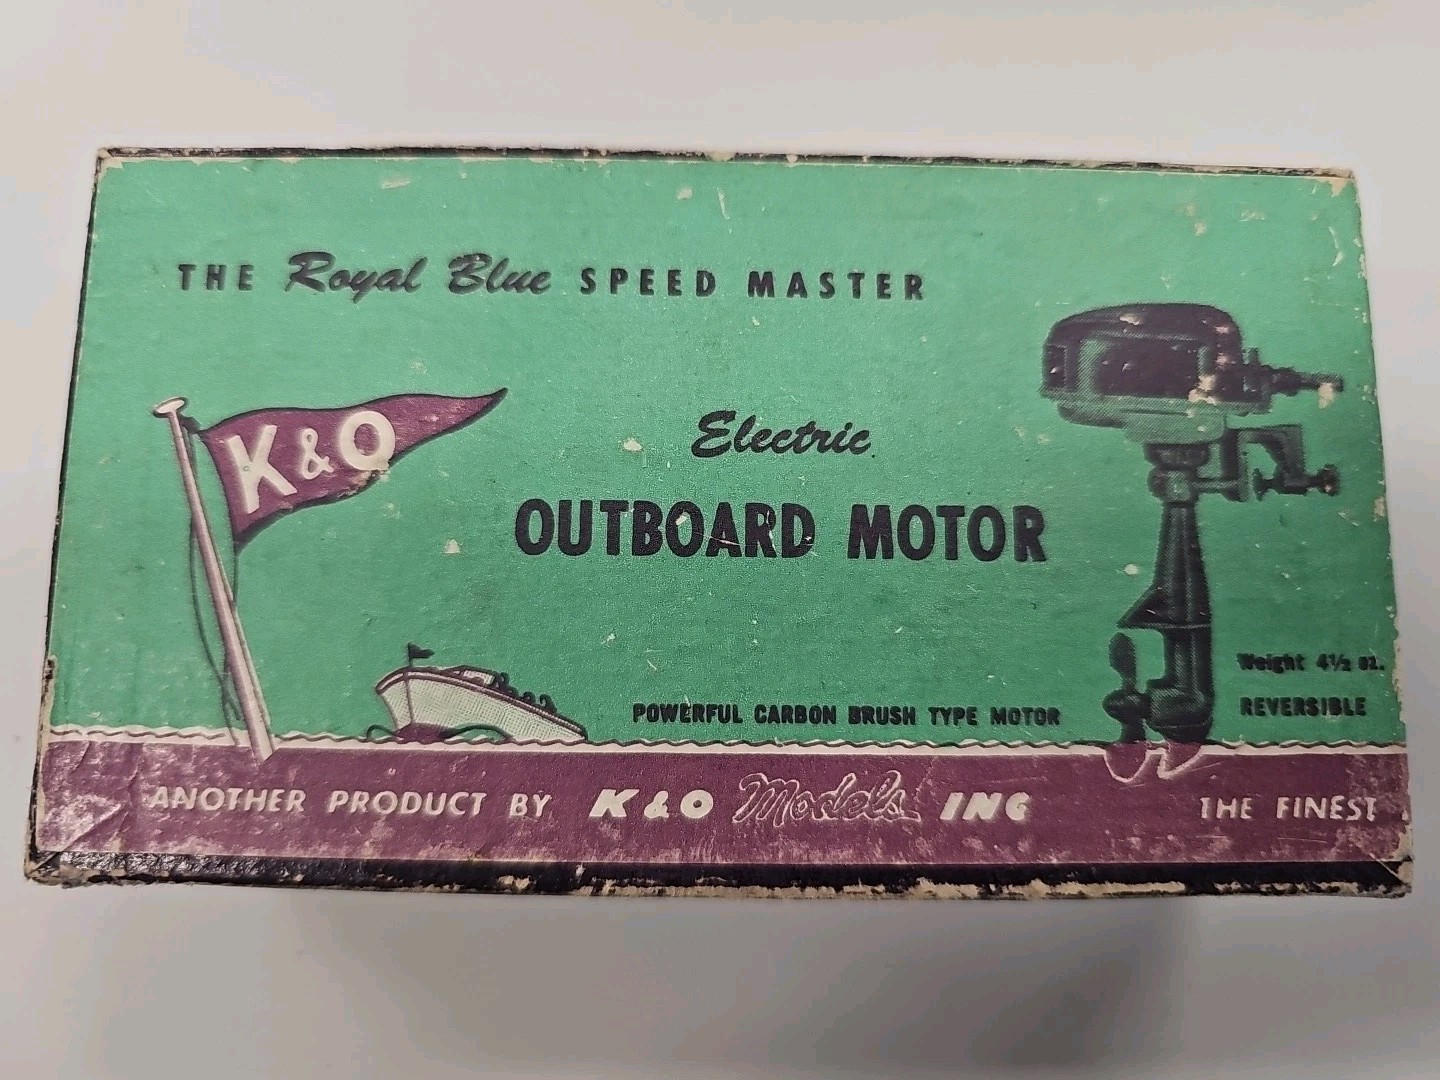 THE Royal Blue SPEED MASTER
K&O
Electric
OUTBOARD MOTOR
Weight 4½ oz.
POWERFUL CARBON BRUSH TYPE MOTOR
REVERSIBLE
ANOTHER PRODUCT BY K & O Models INC THE FINEST